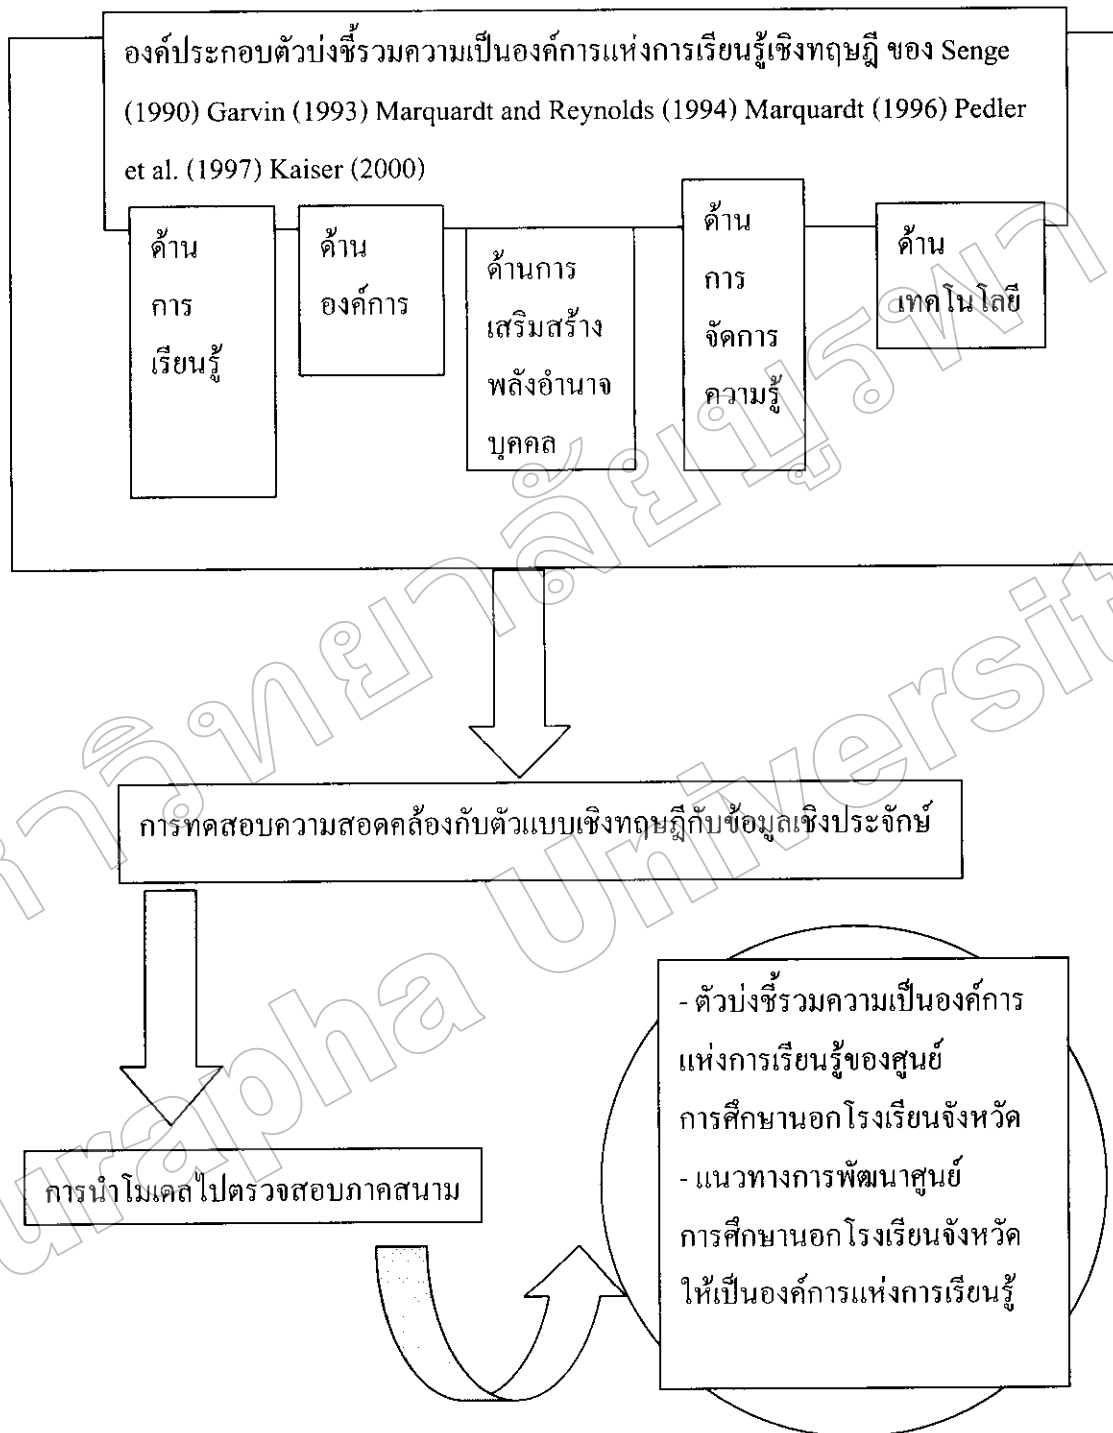 องค์ประกอบตัวบ่งชี้รวมความเป็นองค์การแห่งการเรียนรู้เชิงทฤษฎี ของ Senge
(1990) Garvin (1993) Marquardt and Reynolds (1994) Marquardt (1996) Pedler
et al. (1997) Kaiser (2000)
ด้าน
การ
เรียนรู้
ด้าน
องค์การ
ด้านการ
เสริมสร้าง
พลังอำนาจ
บุคคล
ด้าน
การ
จัดการ
ความรู้
ด้าน
เทคโนโลยี
การทดสอบความสอดคล้องกับตัวแบบเชิงทฤษฎีกับข้อมูลเชิงประจักษ์
การนำโมเดลไปตรวจสอบภาคสนาม
- ตัวบ่งชี้รวมความเป็นองค์การ
แห่งการเรียนรู้ของศูนย์
การศึกษานอกโรงเรียนจังหวัด
- แนวทางการพัฒนาศูนย์
การศึกษานอกโรงเรียนจังหวัด
ให้เป็นองค์การแห่งการเรียนรู้
หาวิทยาลัยบูรพา
urapha Universit